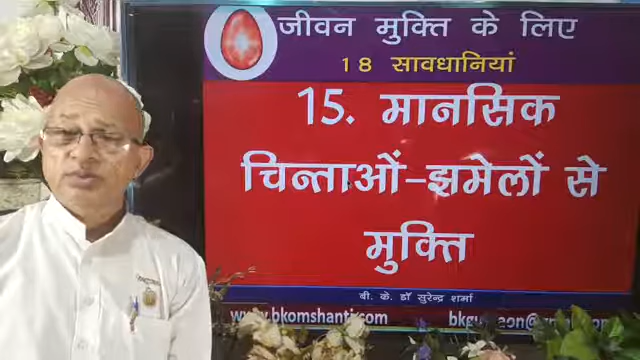 जीवन मुक्ति के लिए
18 सावधानियां
15. मानसिक
चिन्ताओं-झमेलों से
मुक्ति
बी. के. डॉ सुरेन्द्र शर्मा
www.bkomshanti.com